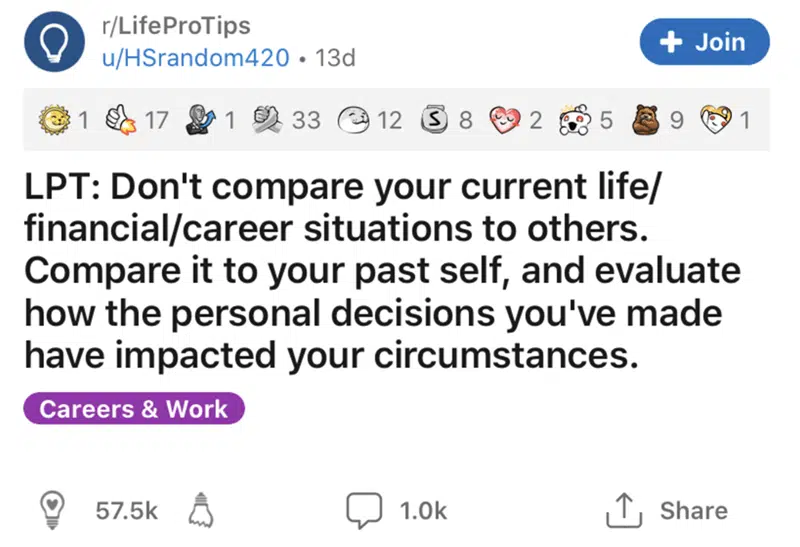 r/LifeProTips
u/HSrandom420 • 13d
+ Join
1 17 1 33 12 S 8 2 5 9 1
LPT: Don't compare your current life/
financial/career situations to others.
Compare it to your past self, and evaluate
how the personal decisions you've made
have impacted your circumstances.
Careers & Work
57.5k 1.0k Share